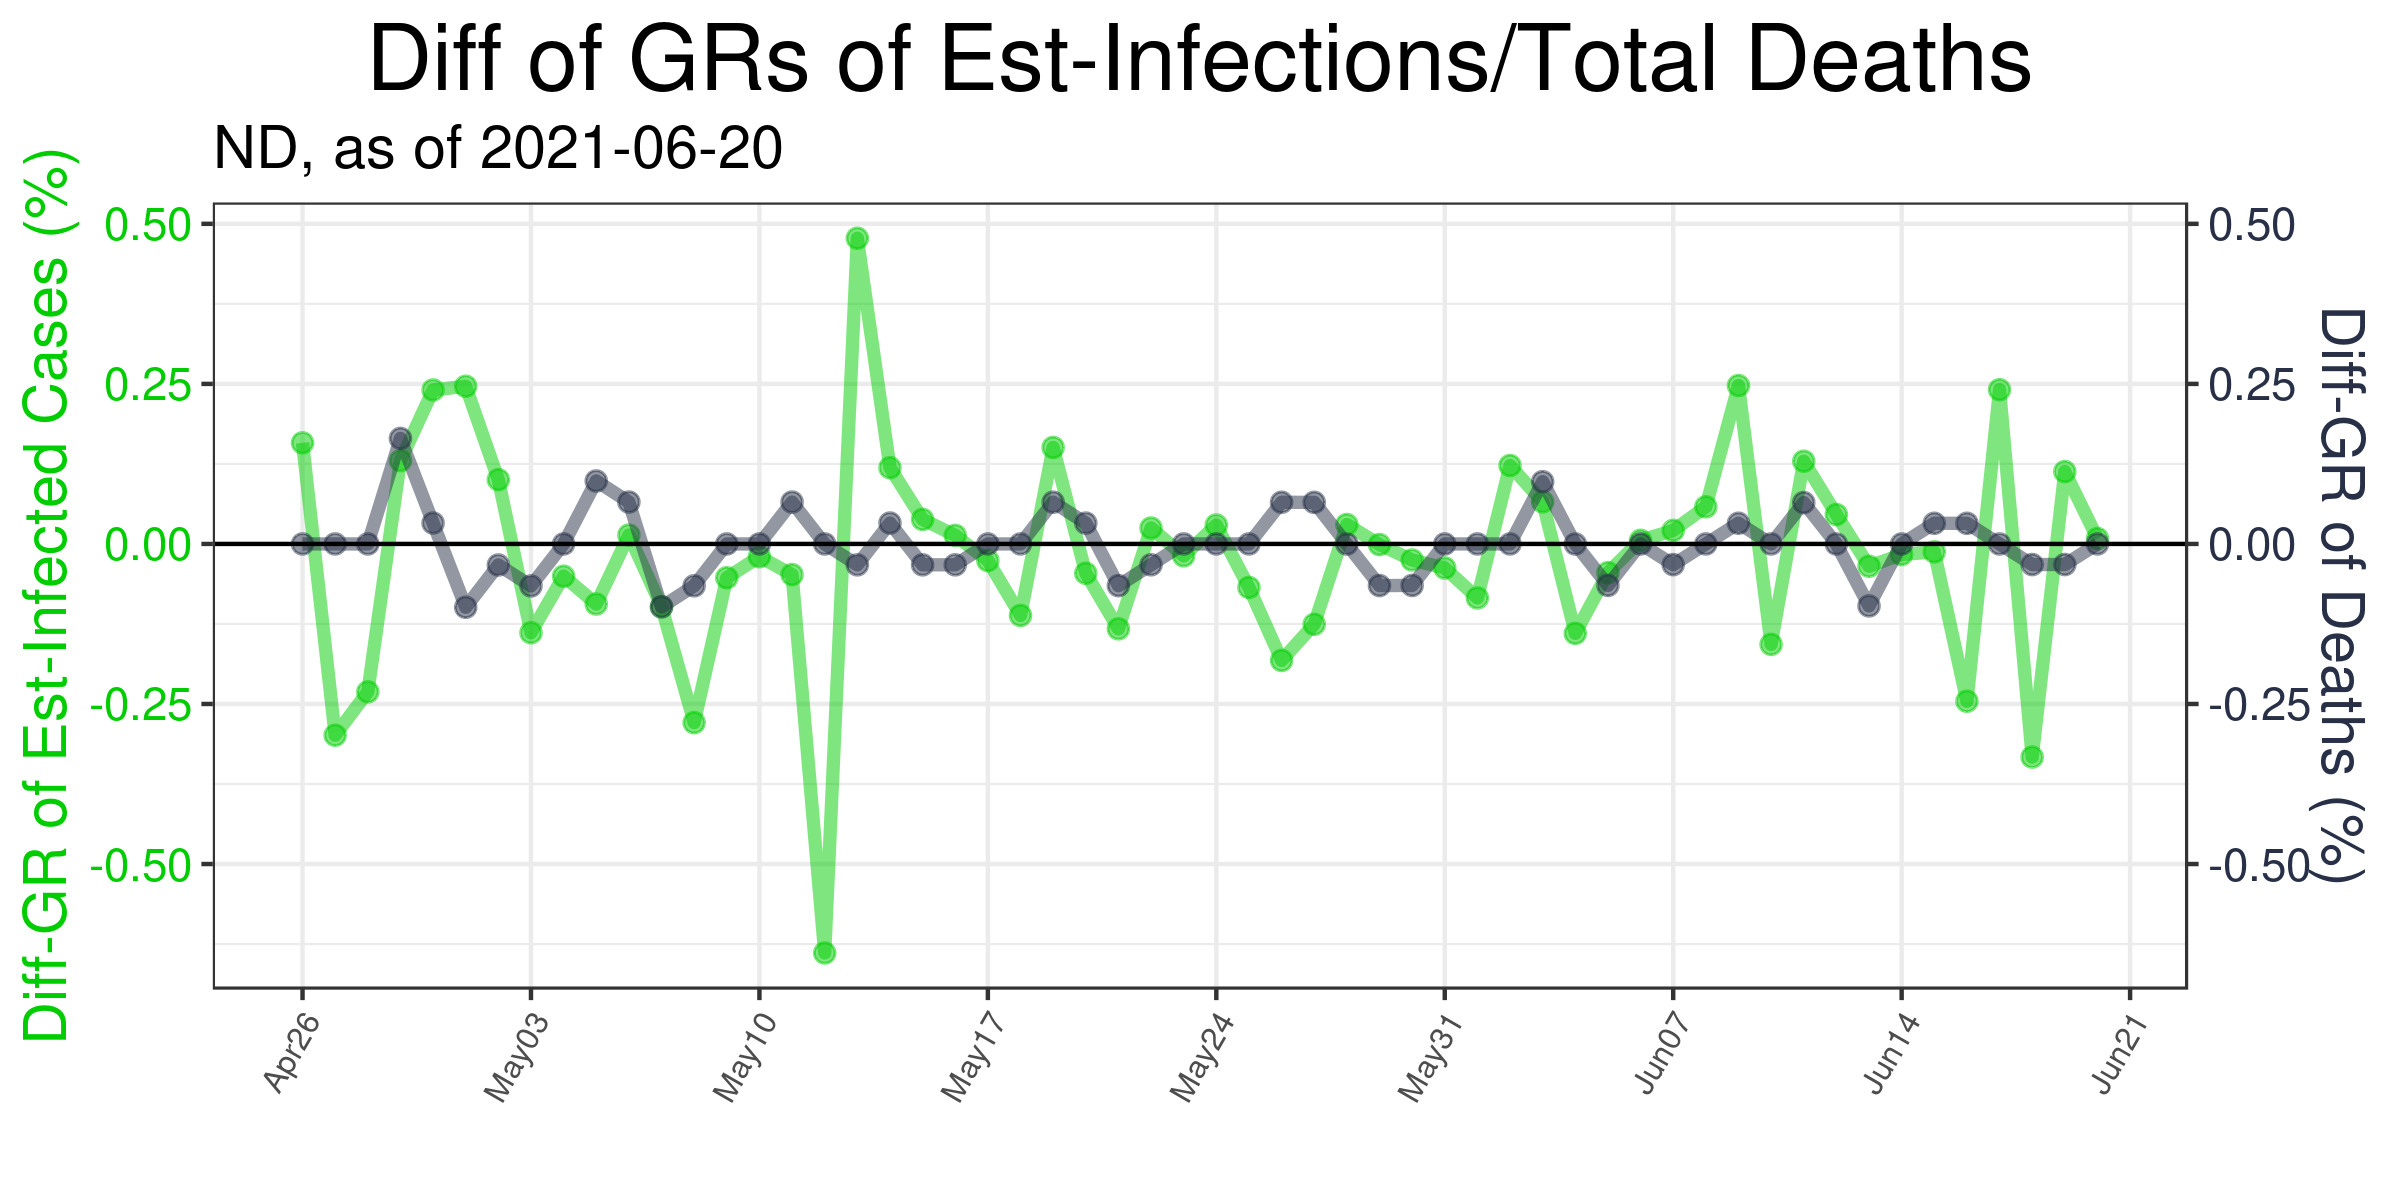 Diff of GRs of Est-Infections/Total Deaths
ND, as of 2021-06-20
Diff-GR of Est-Infected Cases (%)
0.50
0.25
0.00
-0.25
-0.50
0.50
0.25
0.00
-0.25
-0.50
Diff-GR of Deaths (%)
Apr26
May03
May10
May17
May24
May31
Jun07
Jun14
Jun21